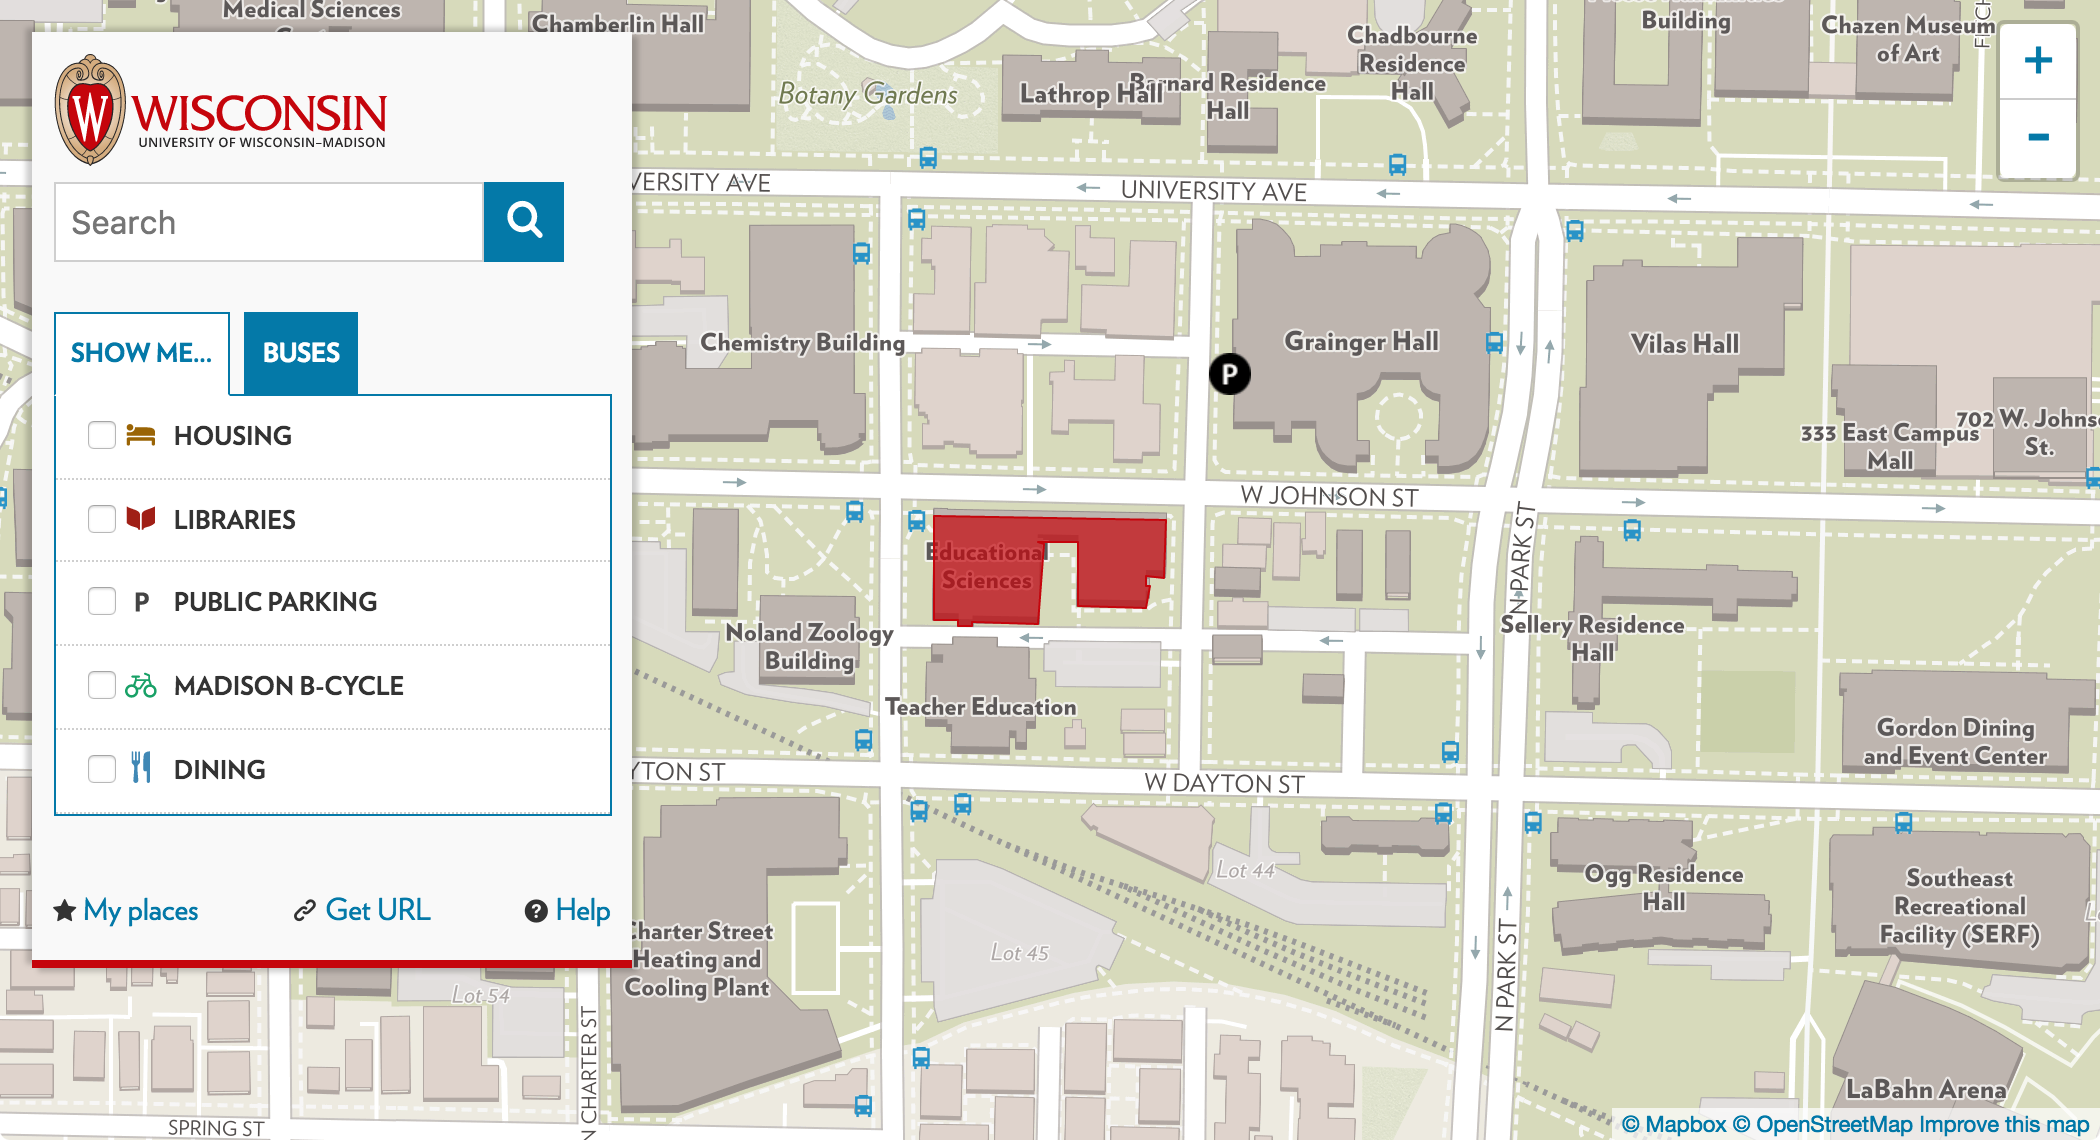 Medical Sciences
Chamberlin Hall
Chadbourne
Residence
Hall
Building
Chazen Museum
of Art
WISCONSIN
UNIVERSITY OF WISCONSIN–MADISON
Botany Gardens
Lathrop Hall
Barnard Residence
Hall
+
-
VERSITY AVE
UNIVERSITY AVE
Search
SHOW ME...
BUSES
HOUSING
LIBRARIES
P PUBLIC PARKING
MADISON B-CYCLE
DINING
My places
Get URL
Help
Chemistry Building
Grainger Hall
P
Vilas Hall
333 East Campus
Mall
702 W. Johns
St.
W JOHNSON ST
Educational
Sciences
N PARK ST
Noland Zoology
Building
Sellery Residence
Hall
Teacher Education
Gordon Dining
and Event Center
YTON ST
W DAYTON ST
Lot 44
Ogg Residence
Hall
Southeast
Recreational
Facility (SERF)
Charter Street
Heating and
Cooling Plant
Lot 45
N PARK ST
Lot 54
N CHARTER ST
LaBahn Arena
SPRING ST
© Mapbox © OpenStreetMap Improve this map